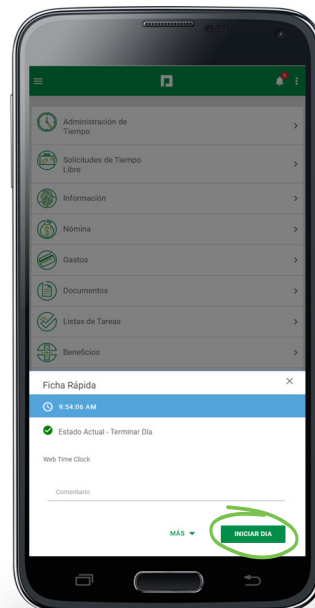 Administración de
Tiempo
Solicitudes de Tiempo
Libre
Información
Nómina
Gastos
Documentos
Listas de Tareas
Beneficios
Ficha Rápida
9:54:06 AM
Estado Actual - Terminar Día
Web Time Clock
Comentario
MÁS
INICIAR DIA